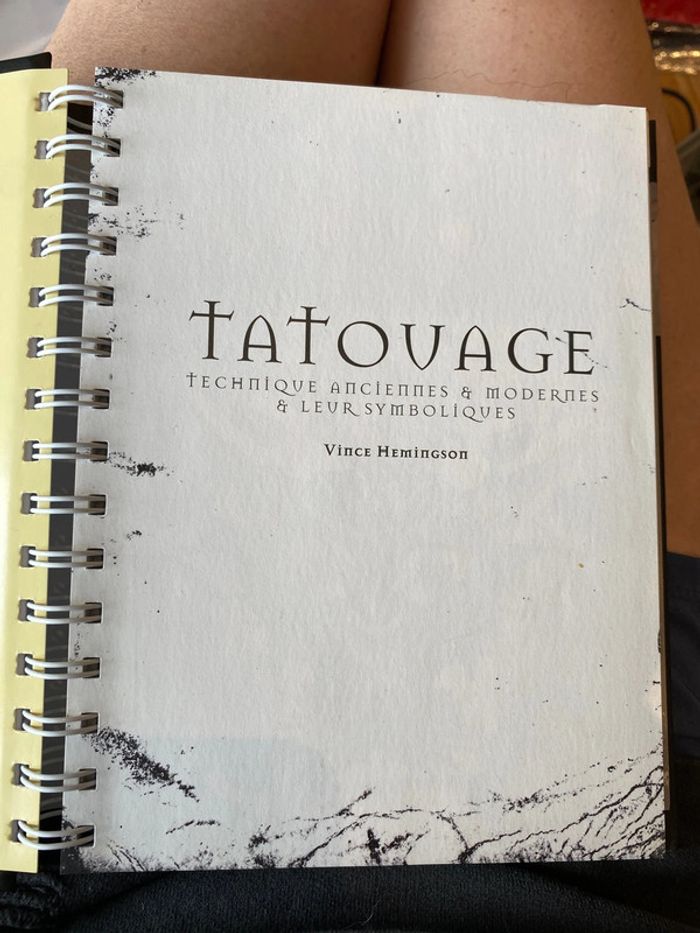 TATOUAGE
TECHNIQUE ANCIENNES & MODERNES
& LEUR SYMBOLIQUES
Vince Hemingson